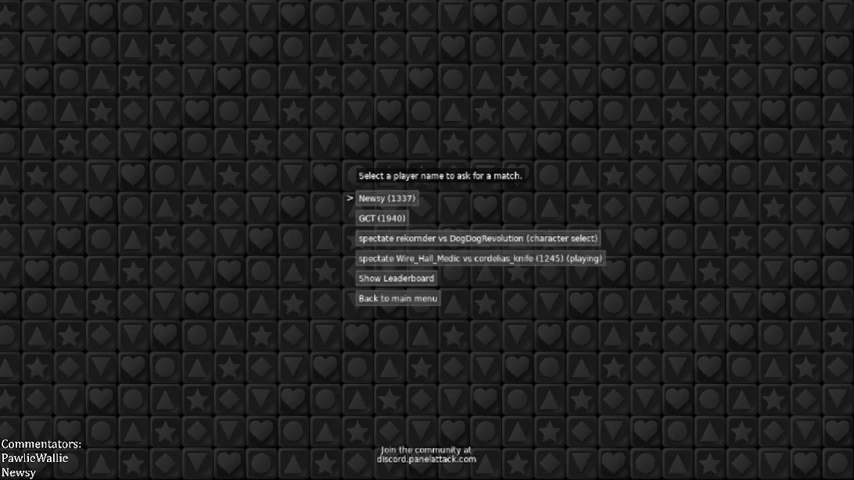 Select a player name to ask for a match.
> Newsy (1337)
GCT (1940)
spectate rekomder vs DogDogRevolution (character select)
spectate Wire_Hall_Medic vs cordelias_knife (1245) (playing)
Show Leaderboard
Back to main menu
Join the community at
discord.panelattack.com
Commentators:
PawlieWallie
Newsy